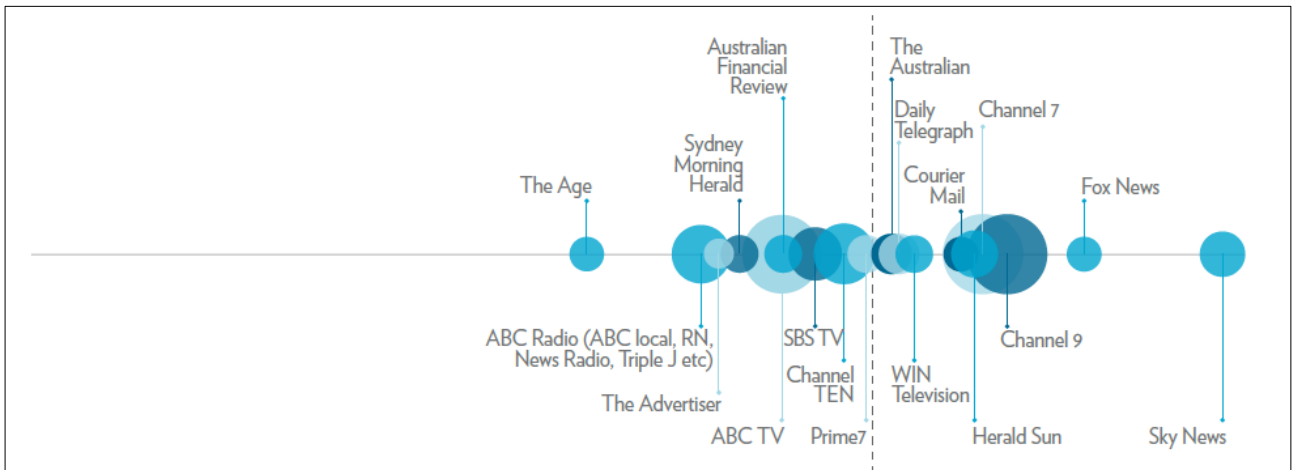 Australian
Financial
Review
The
Australian
Daily
Telegraph
Channel 7
Sydney
Morning
Herald
Courier
Mail
The Age
Fox News
ABC Radio (ABC local, RN,
News Radio, Triple J etc)
SBS TV
Channel 9
Channel
TEN
WIN
Television
The Advertiser
ABC TV
Prime7
Herald Sun
Sky News